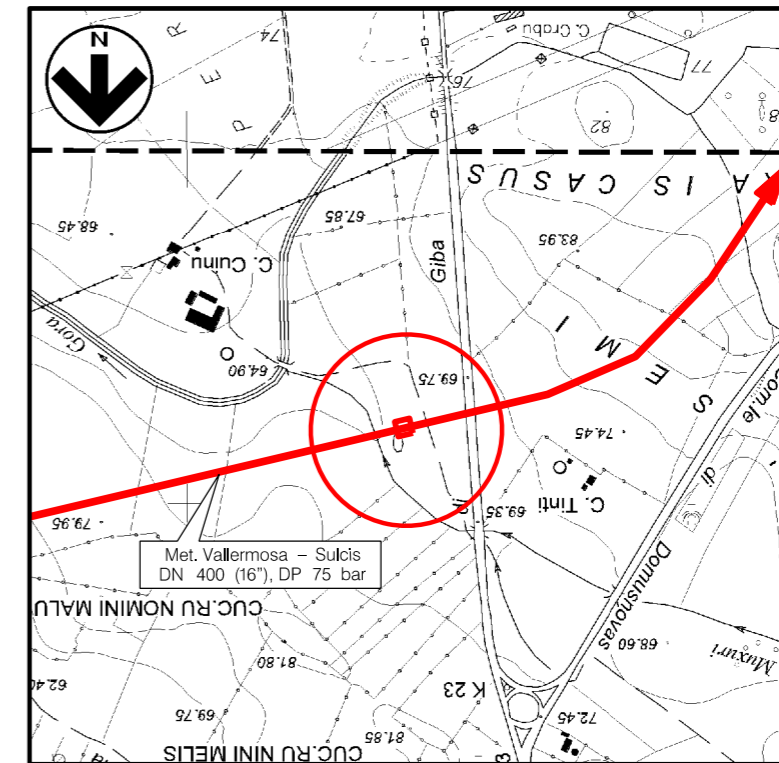 N
P E R
74
C. Crabu
76
77
82
A IS CASUS
68.45
67.85
83.95
C. Cuinu
Giba
Gora
64.90
69.75
S E M I
74.45
Com.le
di
Domusnovas
C. Tinti
69.35
79.95
Met. Vallermosa – Sulcis
DN 400 (16"), DP 75 bar
CUC.RU NOMINI MALU
81.80
68.60
Muxuri
62.40
69.75
K 23
72.45
81.85
CUC.RU NINI MELIS